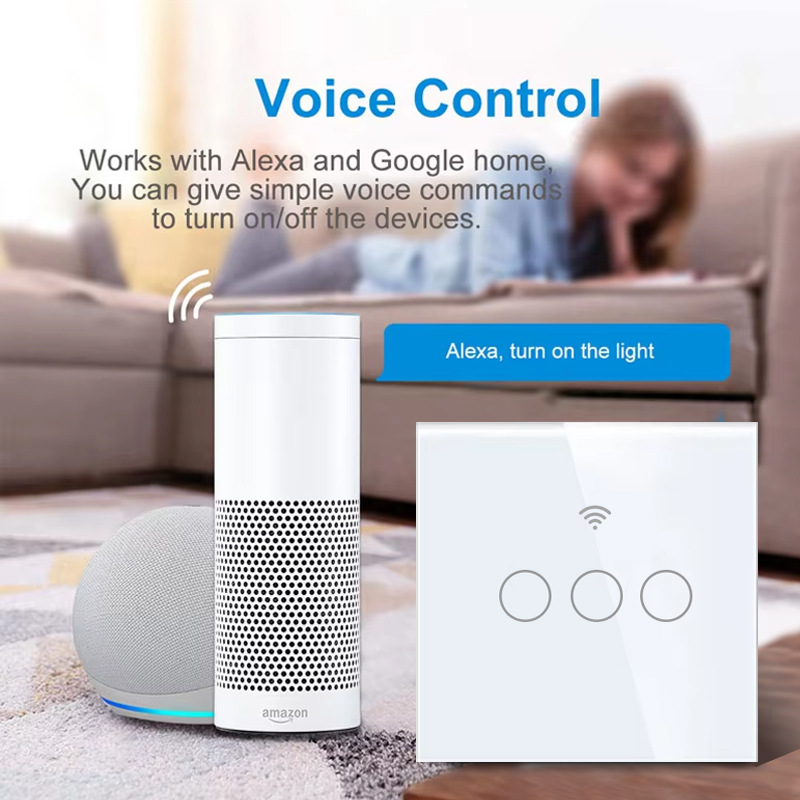 Voice Control
Works with Alexa and Google home,
You can give simple voice commands
to turn on/off the devices.
Alexa, turn on the light
amazon